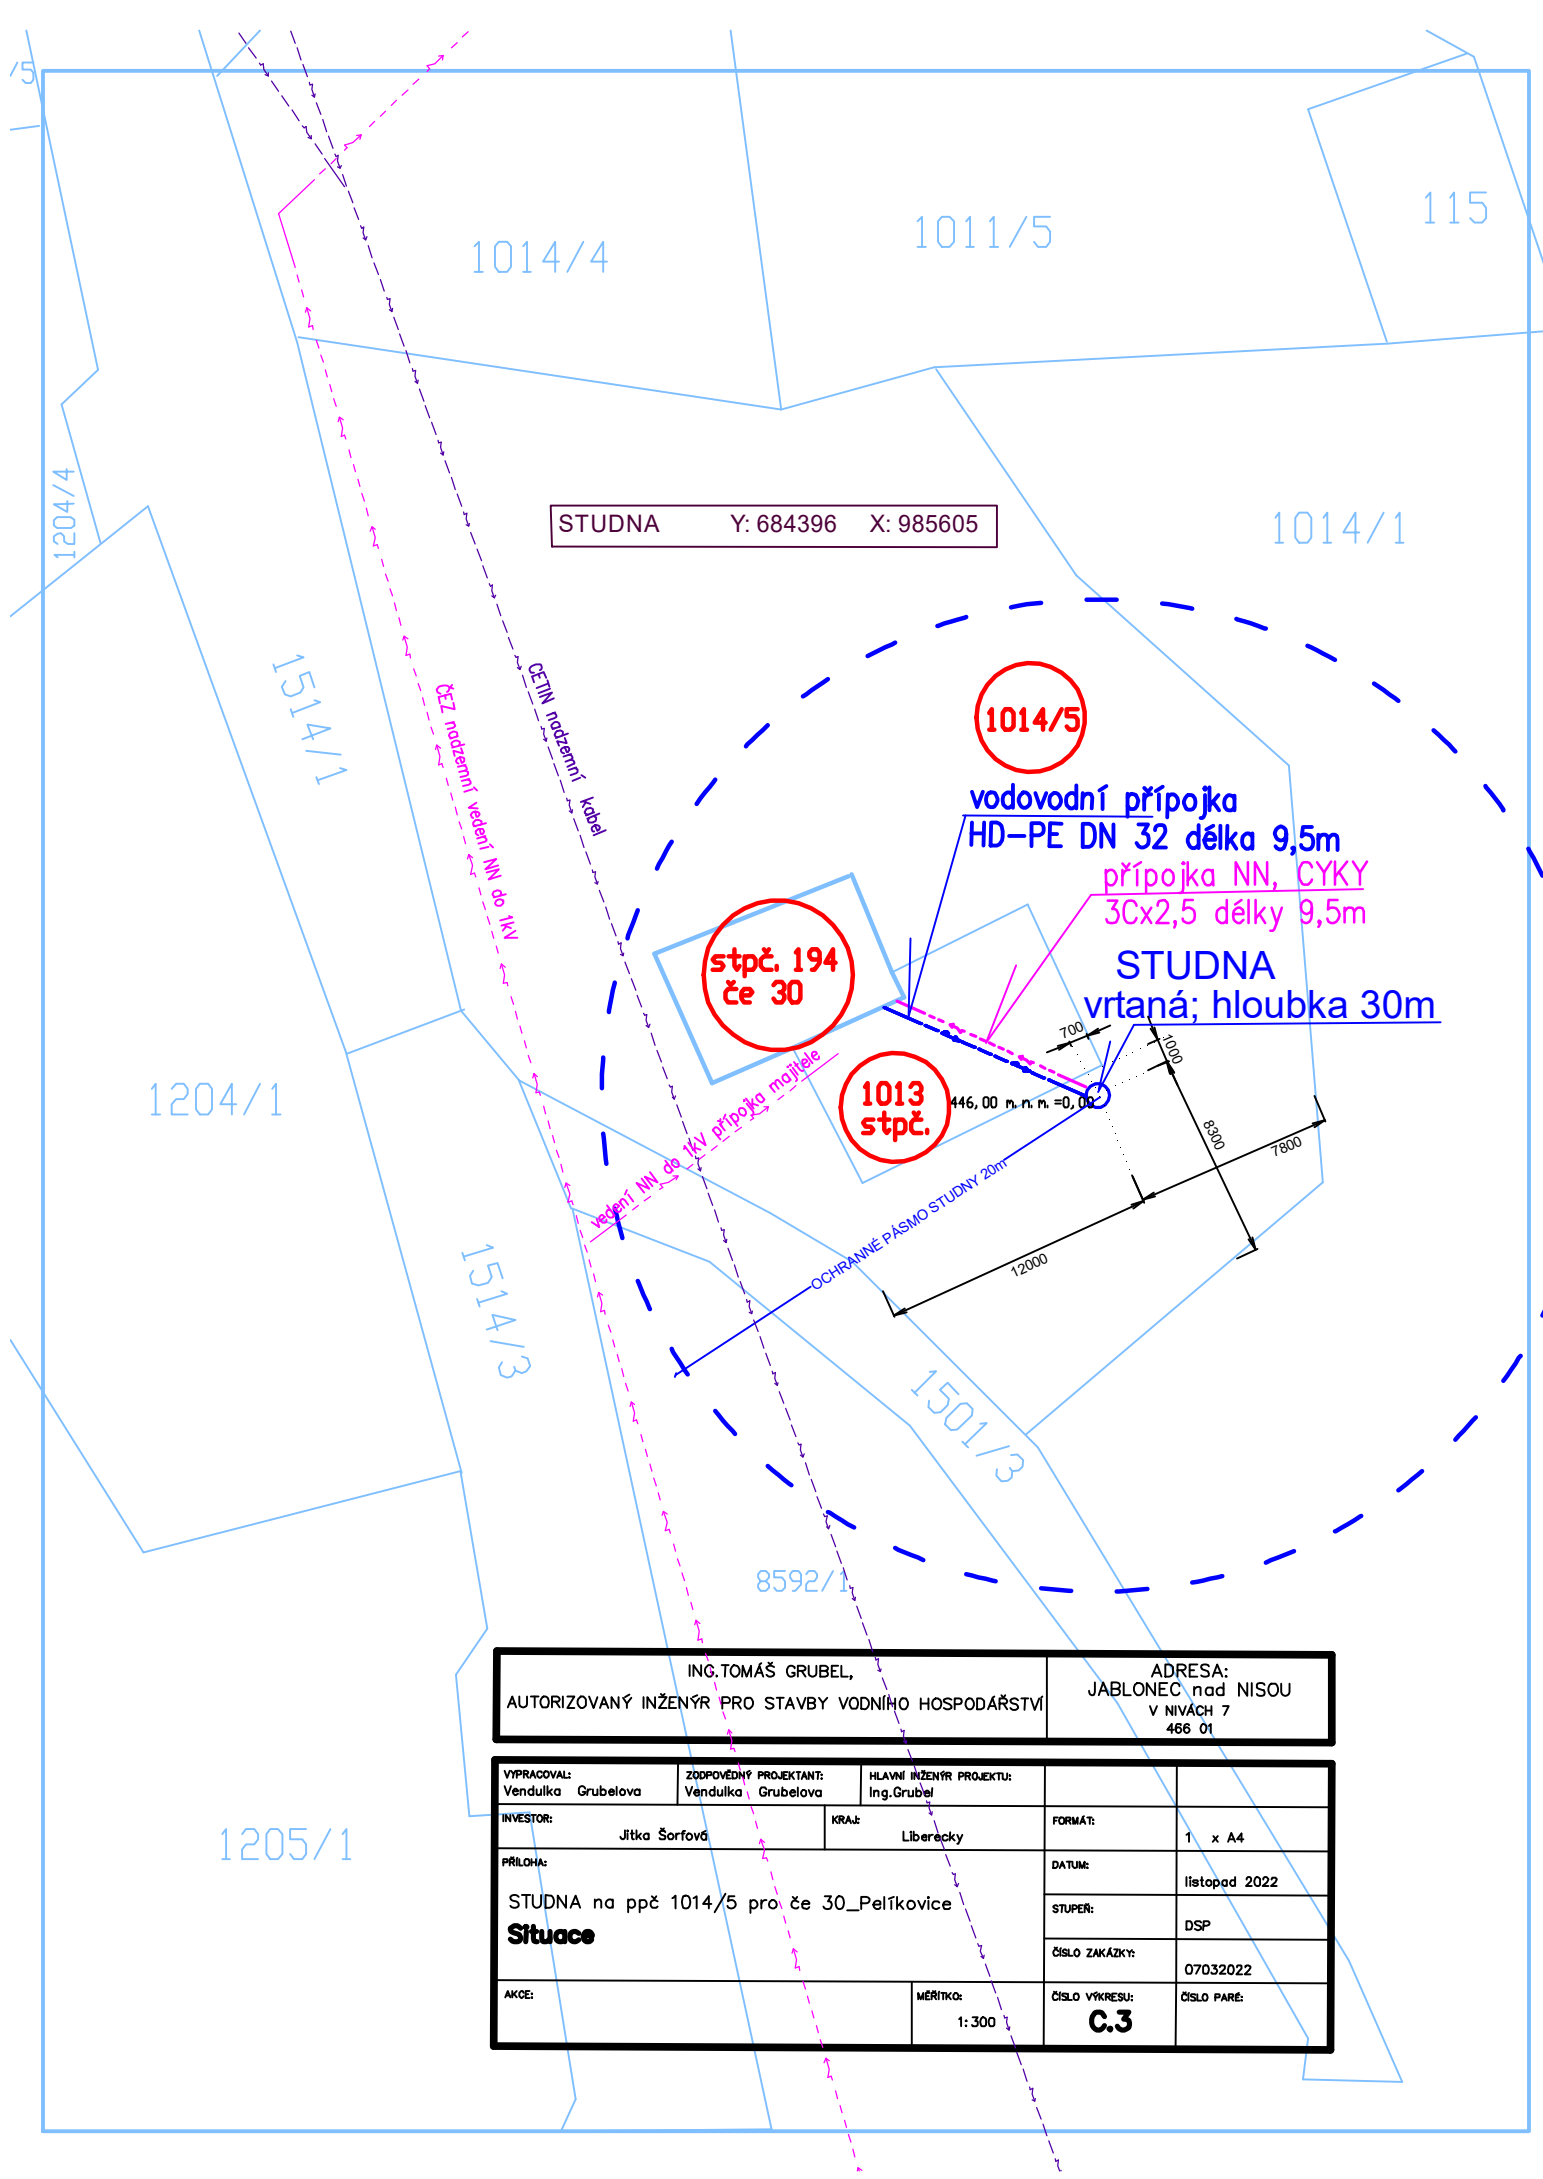 /5
115
1011/5
1014/4
1204/4
STUDNA Y: 684396 X: 985605
1014/1
1514/1
ČEZ nadzemní vedení NN do 1kV
CETIN nadzemní kabel
1014/5
vodovodní přípojka
HD-PE DN 32 délka 9,5m
přípojka NN, CYKY
3Cx2,5 délky 9,5m
STUDNA
vrtaná; hloubka 30m
stpč. 194
če 30
700
1000
1204/1
vedení NN do 1kV přípojka majitele
1013
stpč.
446,00 m. n. m. =0,00
8300
7800
OCHRANNÉ PÁSMO STUDNY 20m
12000
1514/3
1501/3
8592/1
ING.TOMÁŠ GRUBEL,
AUTORIZOVANÝ INŽENÝR PRO STAVBY VODNÍHO HOSPODÁŘSTVÍ
ADRESA:
JABLONEC nad NISOU
V NIVÁCH 7
466 01
VYPRACOVAL:
Vendulka Grubelova
ZODPOVĚDNÝ PROJEKTANT:
Vendulka Grubelova
HLAVNÍ INŽENÝR PROJEKTU:
Ing.Grubel
INVESTOR:
Jitka Šorfová
KRAJ:
Liberecky
FORMÁT:
1 x A4
PŘÍLOHA:
STUDNA na ppč 1014/5 pro če 30_Pelíkovice
Situace
DATUM:
listopad 2022
STUPEŇ:
DSP
ČÍSLO ZAKÁZKY:
07032022
AKCE:
MĚŘÍTKO:
1:300
ČÍSLO VÝKRESU:
C.3
ČÍSLO PARÉ:
1205/1